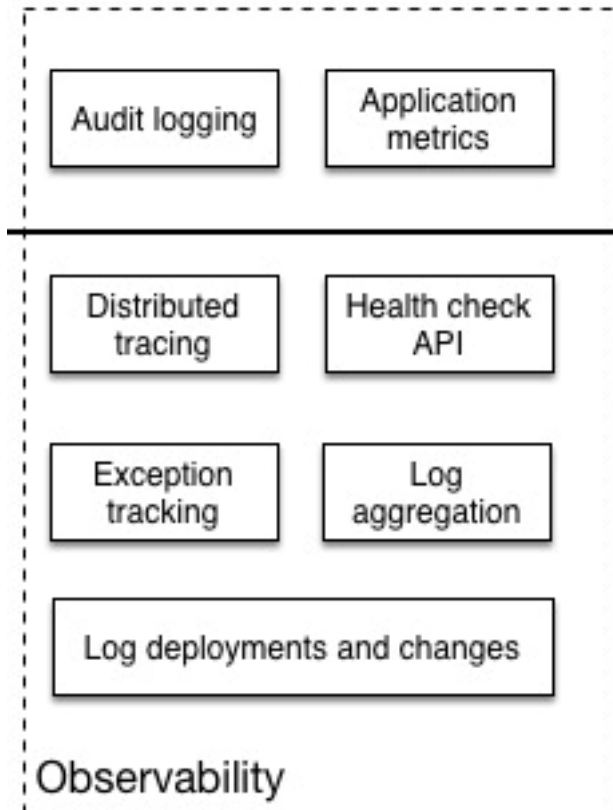 Audit logging
Application
metrics
Distributed
tracing
Health check
API
Exception
tracking
Log
aggregation
Log deployments and changes
Observability